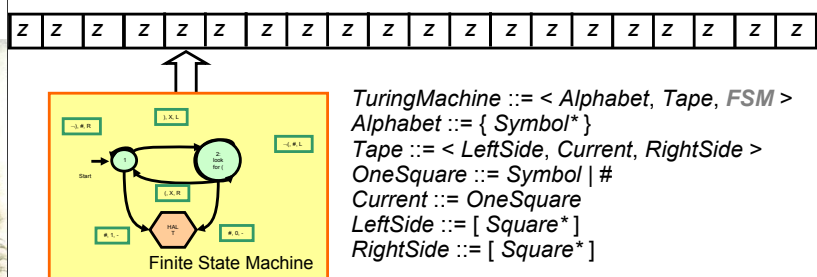 z z z z z z z z z z z z z z z z z z z z
TuringMachine ::= < Alphabet, Tape, FSM >
Alphabet ::= { Symbol* }
Tape ::= < LeftSide, Current, RightSide >
OneSquare ::= Symbol | #
Current ::= OneSquare
LeftSide ::= [ Square* ]
RightSide ::= [ Square* ]
), X, L
¬), #, R
¬(, #, L
1
2:
look
for (
Start
(, X, R
HAL
T
#, 1, -
#, 0, -
Finite State Machine